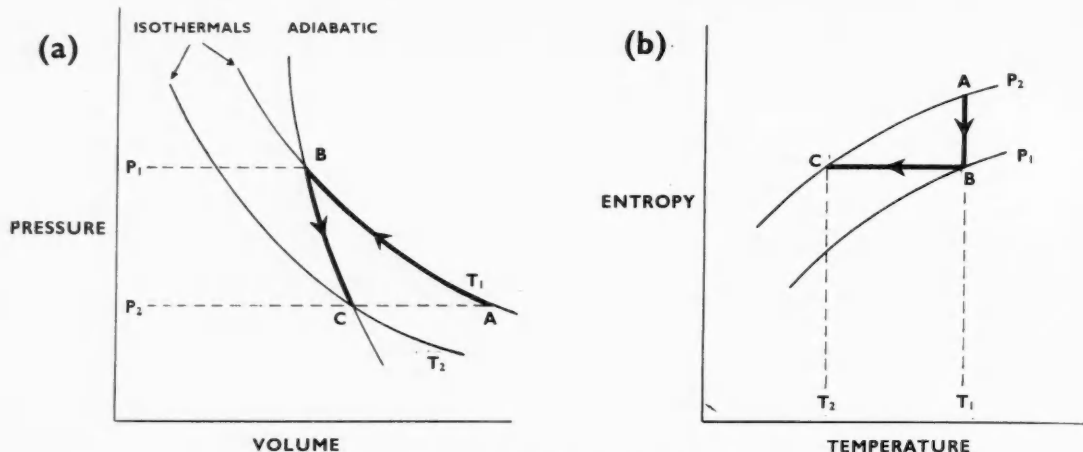 (a)
ISOTHERMALS
ADIABATIC
B
P₁
PRESSURE
T₁
P₂
C
A
T₂
VOLUME
(b)
A
P₂
C
P₁
B
ENTROPY
T₂
T₁
TEMPERATURE